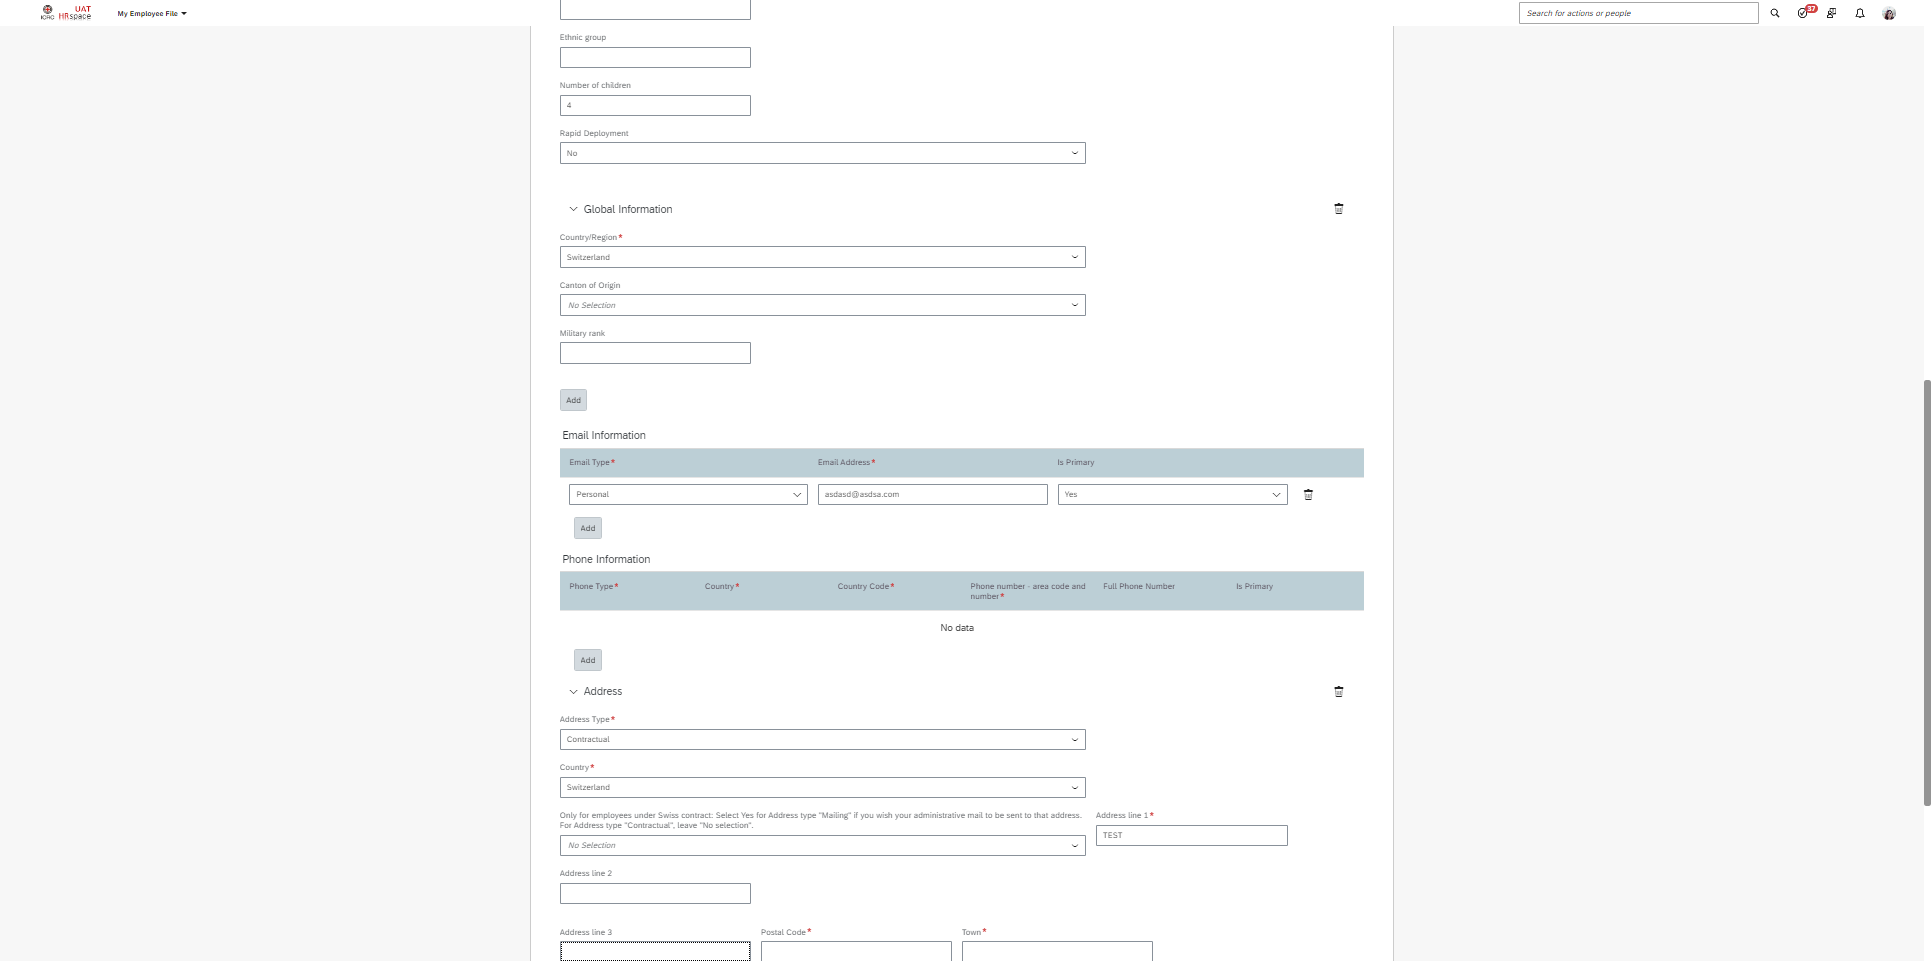 ICRC
UAT
HRspace
My Employee File
Search for actions or people
37
Ethnic group
Number of children
4
Rapid Deployment
No
Global Information
Country/Region*
Switzerland
Canton of Origin
No Selection
Military rank
Add
Email Information
Email Type* Email Address* Is Primary
Personal asdasd@asdsa.com Yes
Add
Phone Information
Phone Type* Country* Country Code* Phone number - area code and Full Phone Number Is Primary
number*
No data
Add
Address
Address Type*
Contractual
Country*
Switzerland
Only for employees under Swiss contract: Select Yes for Address type "Mailing" if you wish your administrative mail to be sent to that address. Address line 1*
For Address type "Contractual", leave "No selection".
TEST
No Selection
Address line 2
Address line 3 Postal Code* Town*